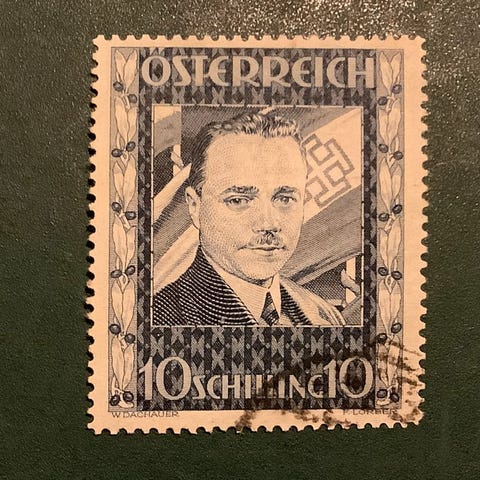 ÖSTERREICH
10 SCHILLING 10
W. DACHAUER F. LORBER